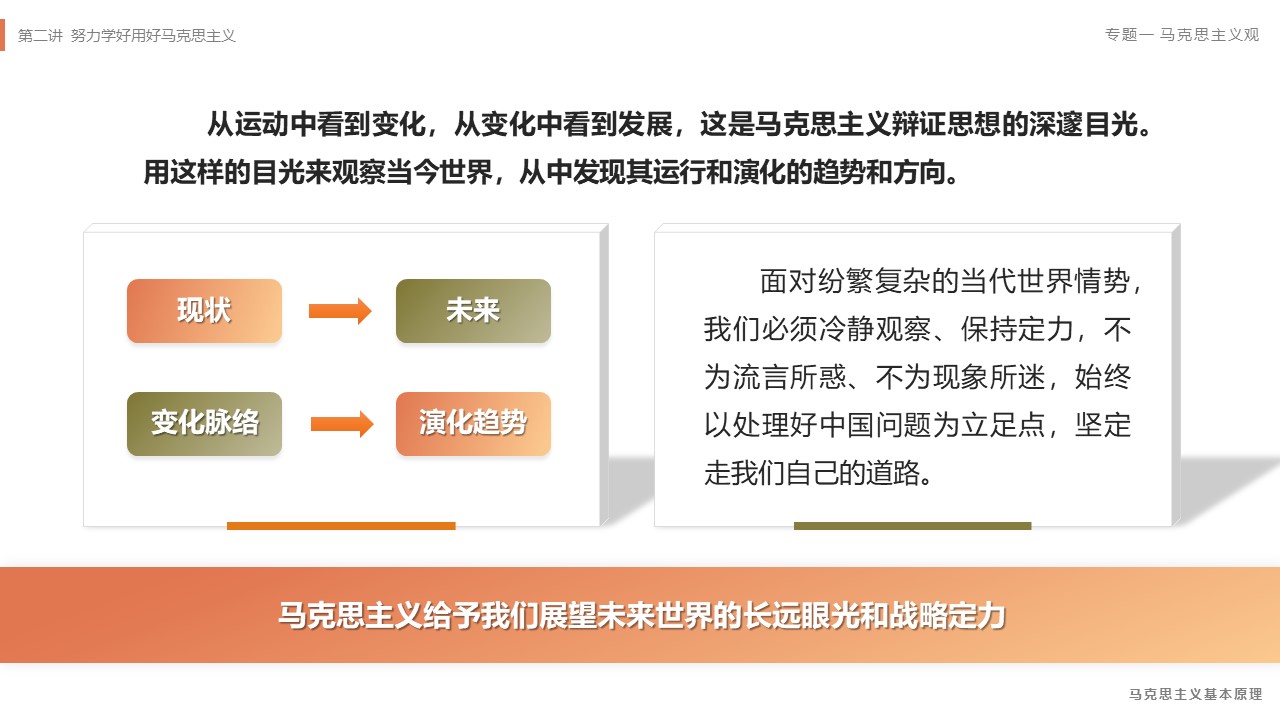 第二讲 努力学好用好马克思主义
专题一 马克思主义观
从运动中看到变化，从变化中看到发展，这是马克思主义辩证思想的深邃目光。
用这样的目光来观察当今世界，从中发现其运行和演化的趋势和方向。
现状
未来
变化脉络
演化趋势
面对纷繁复杂的当代世界情势，
我们必须冷静观察、保持定力，不
为流言所惑、不为现象所迷，始终
以处理好中国问题为立足点，坚定
走我们自己的道路。
马克思主义给予我们展望未来世界的长远眼光和战略定力
马克思主义基本原理